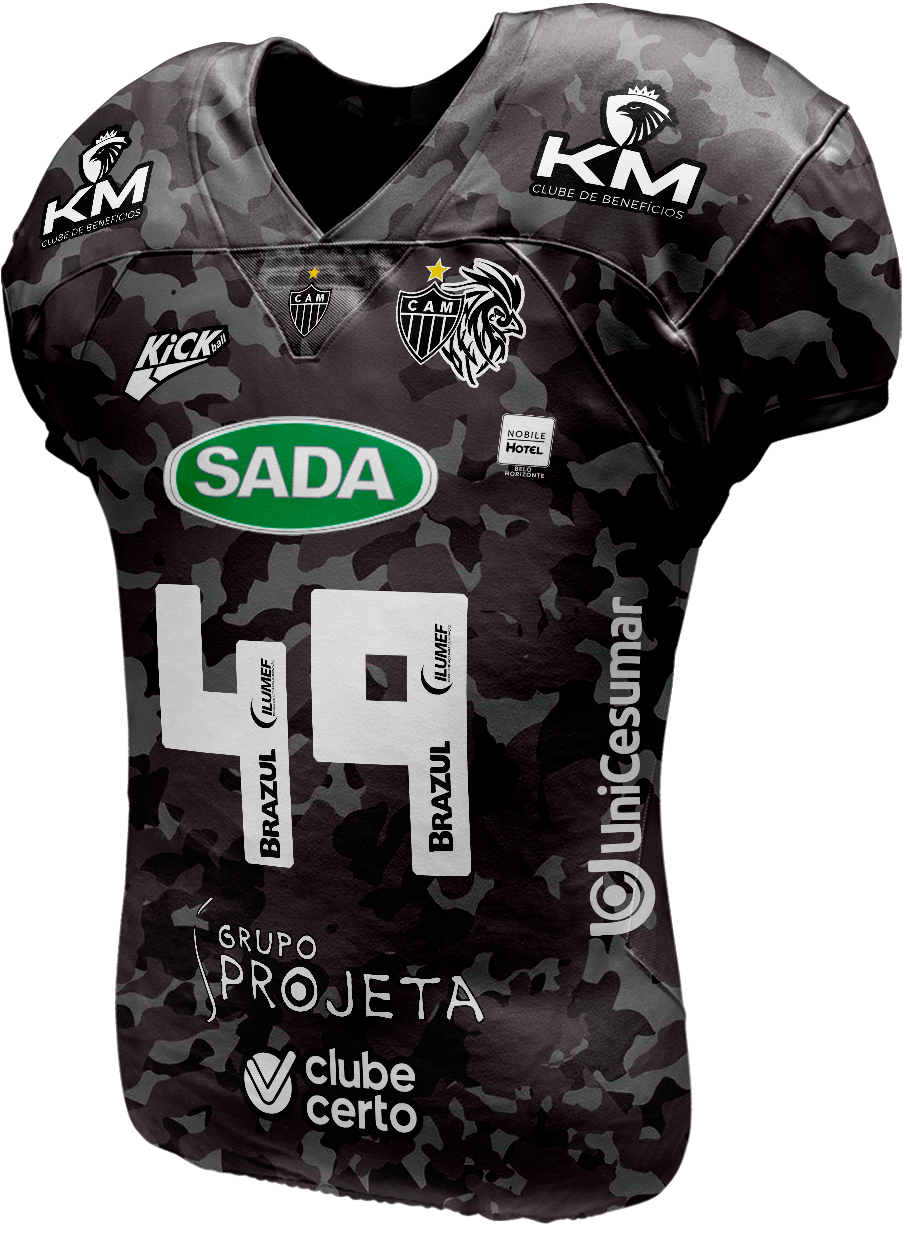 KM
CLUBE DE BENEFÍCIOS
KM
CLUBE DE BENEFÍCIOS
CAM
CAM
KICK ball
NOBILE
HOTEL
BELO
HORIZONTE
SADA
49
ILUMEF
BRAZUL
ILUMEF
BRAZUL
UniCesumar
GRUPO
PROJETA
clube
certo